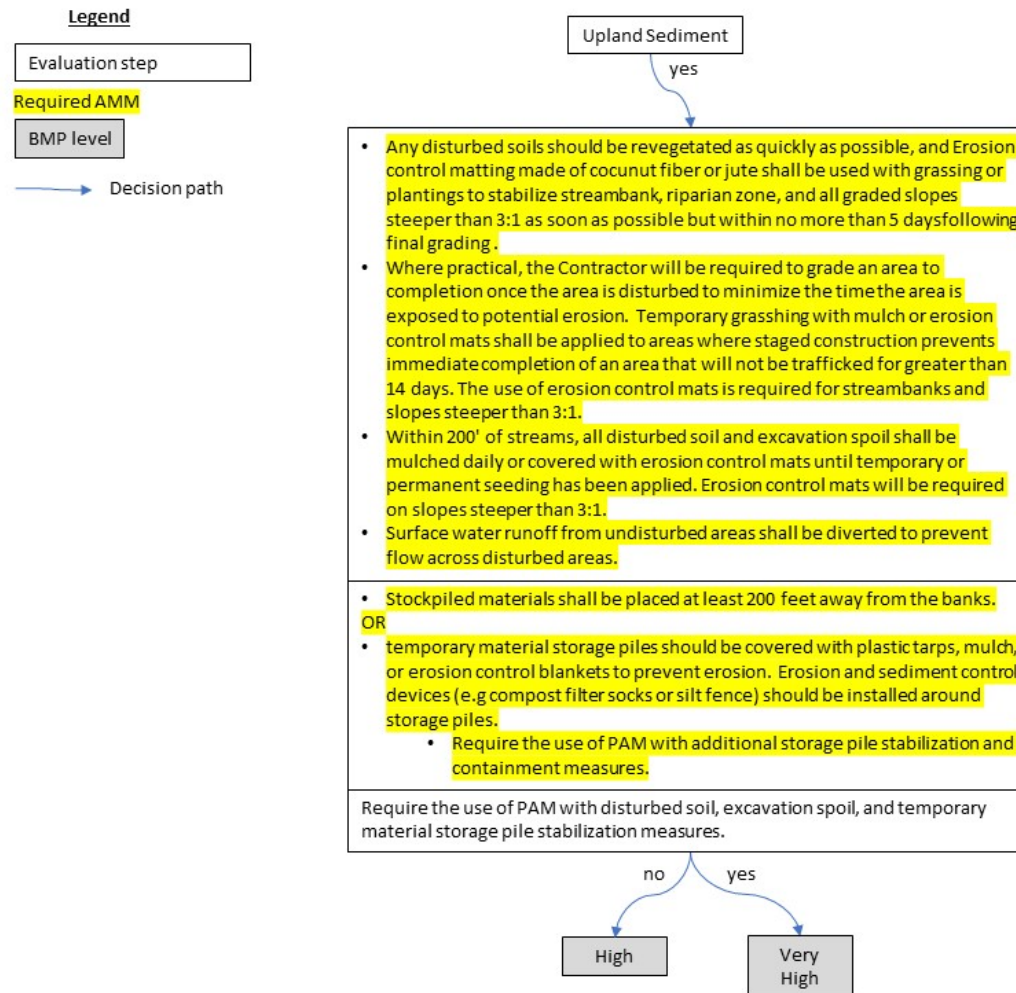 Legend
Evaluation step
Required AMM
BMP level
Decision path
Upland Sediment
yes
• Any disturbed soils should be revegetated as quickly as possible, and Erosion
control matting made of cocunut fiber or jute shall be used with grassing or
plantings to stabilize streambank, riparian zone, and all graded slopes
steeper than 3:1 as soon as possible but within no more than 5 daysfollowing
final grading .
• Where practical, the Contractor will be required to grade an area to
completion once the area is disturbed to minimize the time the area is
exposed to potential erosion. Temporary grasshing with mulch or erosion
control mats shall be applied to areas where staged construction prevents
immediate completion of an area that will not be trafficked for greater than
14 days. The use of erosion control mats is required for streambanks and
slopes steeper than 3:1.
• Within 200' of streams, all disturbed soil and excavation spoil shall be
mulched daily or covered with erosion control mats until temporary or
permanent seeding has been applied. Erosion control mats will be required
on slopes steeper than 3:1.
• Surface water runoff from undisturbed areas shall be diverted to prevent
flow across disturbed areas.
• Stockpiled materials shall be placed at least 200 feet away from the banks.
OR
• temporary material storage piles should be covered with plastic tarps, mulch,
or erosion control blankets to prevent erosion. Erosion and sediment control
devices (e.g compost filter socks or silt fence) should be installed around
storage piles.
• Require the use of PAM with additional storage pile stabilization and
containment measures.
Require the use of PAM with disturbed soil, excavation spoil, and temporary
material storage pile stabilization measures.
no
yes
High
Very
High